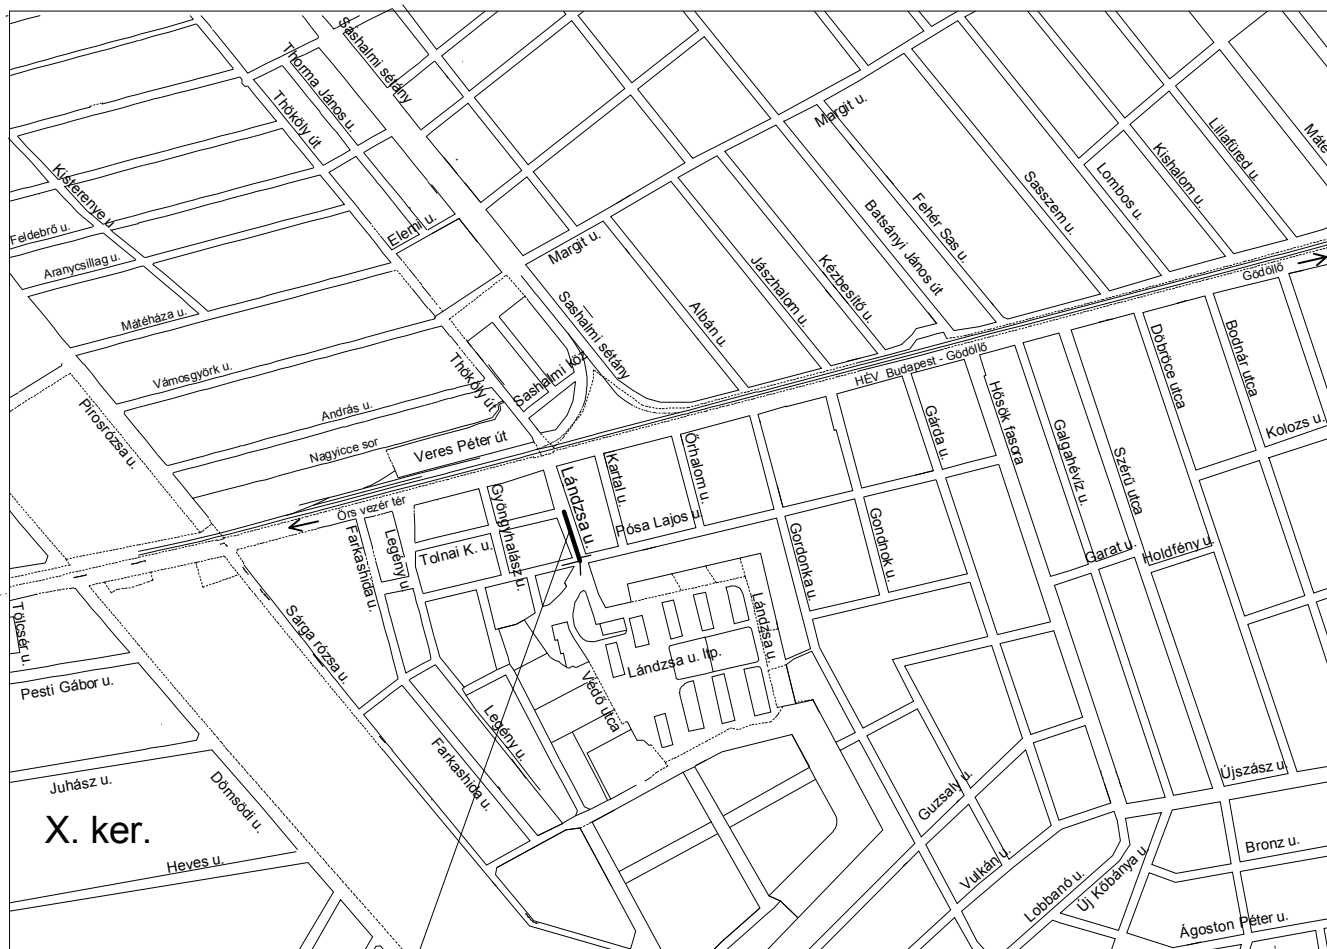 Sashalmi sétány
Thorma János u.
Thököly út
Margit u.
Lillafüred u.
Kishalom u.
Lombos u.
Sasszem u.
Fehér Sas u.
Batsányi János út
Kisterenye u.
Feldebrő u.
Aranycsillag u.
Elemi u.
Margit u.
Kézbesítő u.
Jászhalom u.
Gödöllő
Mátéháza u.
Sashalmi sétány
Albán u.
Vámosgyörk u.
Thököly út
Sashalmi köz
HÉV Budapest - Gödöllő
Döbröce utca
Bodnár utca
Pirosrózsa u.
András u.
Nagyicce sor
Veres Péter út
Gárda u.
Hősök fasora
Galgahévíz u.
Szérű utca
Kolozs u.
Őrs vezér tér
Gyöngyhalász u.
Lándzsa u.
Kartal u.
Őrhalom u.
Pósa Lajos u.
Farkashida u.
Legény u.
Tolnai K. u.
Gordonka u.
Gondnok u.
Garat u.
Holdfény u.
Tölcsér u.
Sárga rózsa u.
Lándzsa u.
Lándzsa u. ltp.
Védő utca
Pesti Gábor u.
Legény u.
Farkashida u.
Juhász u.
Dömsödi u.
Guzsaly u.
Újszász u.
X. ker.
Heves u.
Vulkán u.
Lobbanó u.
Új Kőbánya u.
Bronz u.
Ágoston Péter u.